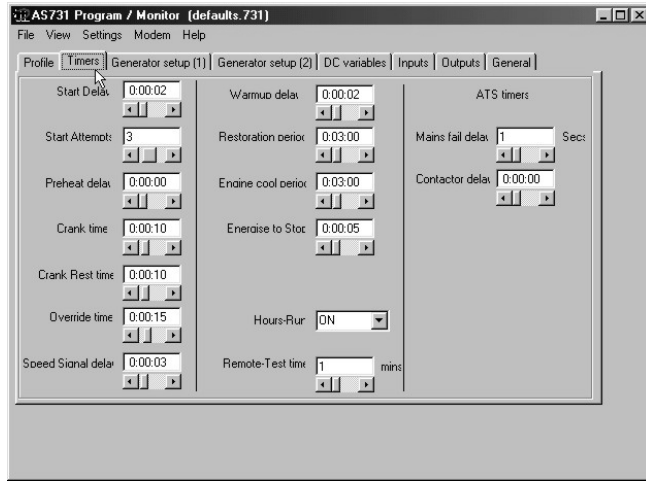 AS731 Program / Monitor (defaults.731)
File View Settings Modem Help
Profile Timers Generator setup (1) Generator setup (2) DC variables Inputs Outputs General
Start Delay 0:00:02
Start Attempts 3
Preheat delay 0:00:00
Crank time 0:00:10
Crank Rest time 0:00:10
Override time 0:00:15
Speed Signal delay 0:00:03
Warmup delay 0:00:02
Restoration period 0:03:00
Engine cool period 0:03:00
Energise to Stop 0:00:05
Hours-Run ON
Remote-Test time 1 mins
ATS timers
Mains fail delay 1 Secs
Contactor delay 0:00:00